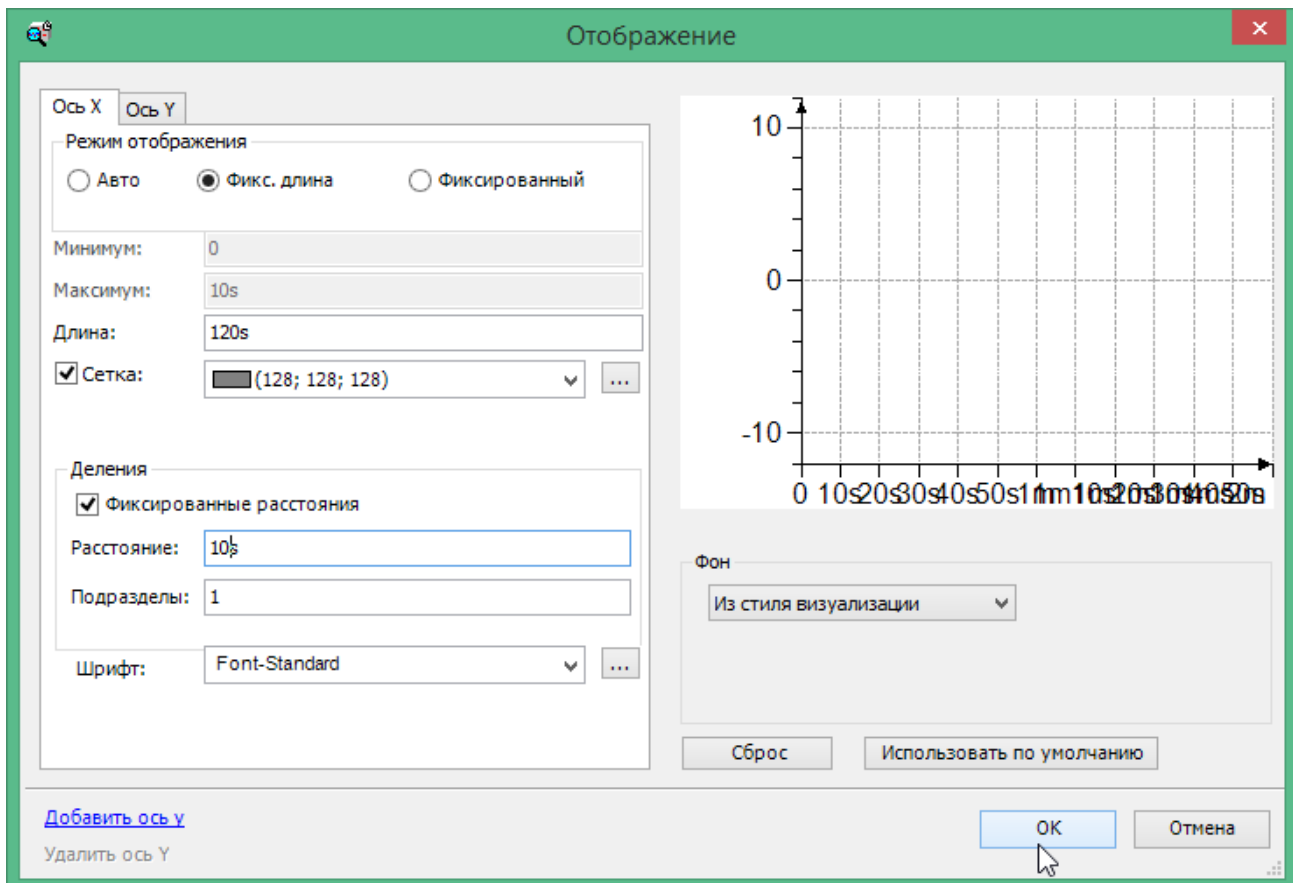 Отображение
Ось X Ось Y
Режим отображения
Авто Фикс. длина Фиксированный
Минимум: 0
Максимум: 10s
Длина: 120s
Сетка: (128; 128; 128) ...
Деления
Фиксированные расстояния
Расстояние: 10s
Подразделы: 1
Шрифт: Font-Standard ...
10
0
-10
0 10s 20s 30s 40s 50s 1m
Фон
Из стиля визуализации
Сброс Использовать по умолчанию
Добавить ось y
Удалить ось Y
OK Отмена